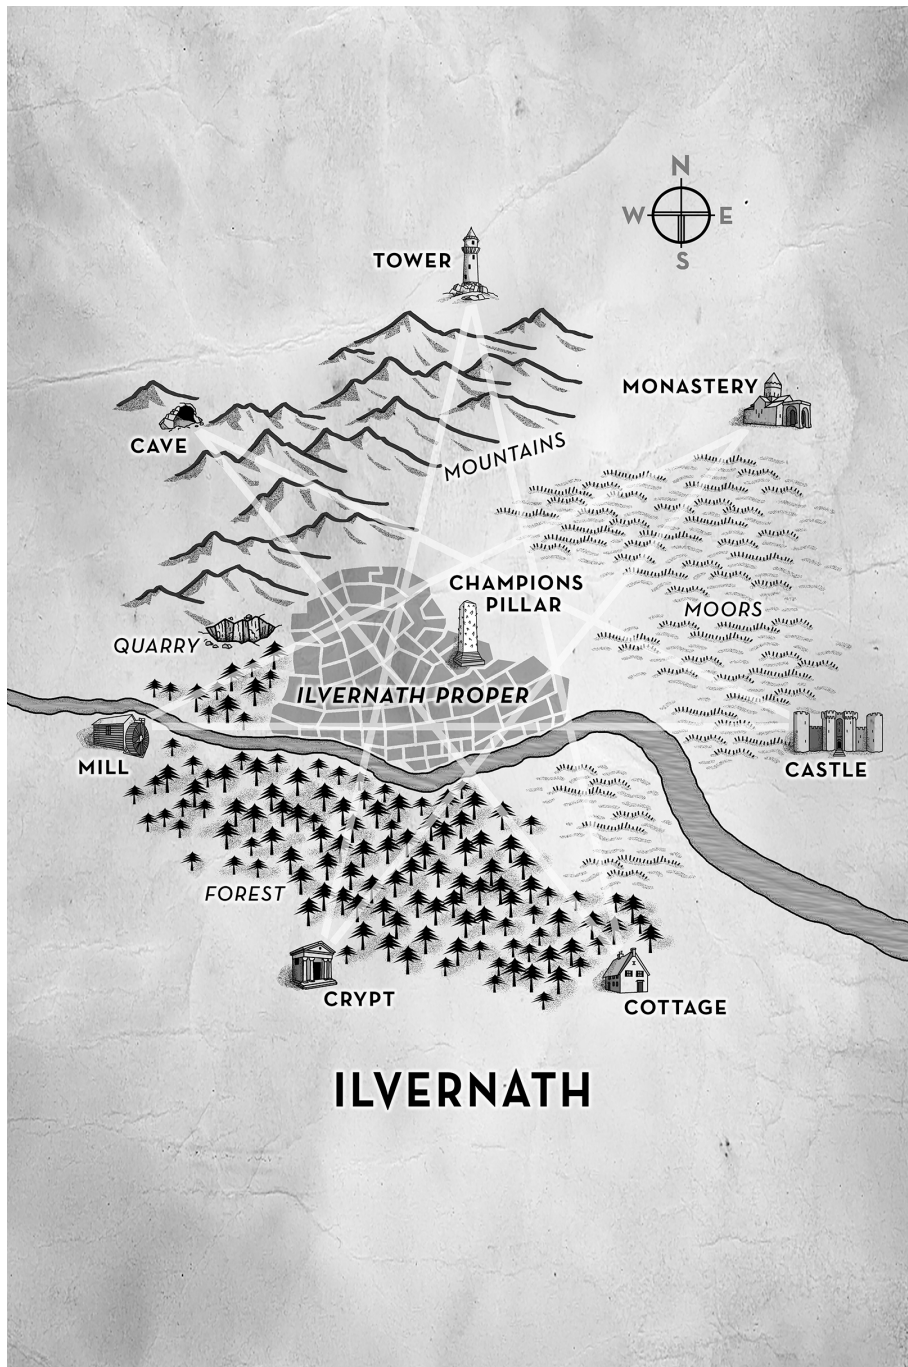 N
W E
S
TOWER
MONASTERY
CAVE
MOUNTAINS
CHAMPIONS
PILLAR
MOORS
QUARRY
ILVERNATH PROPER
MILL
CASTLE
FOREST
CRYPT
COTTAGE
ILVERNATH